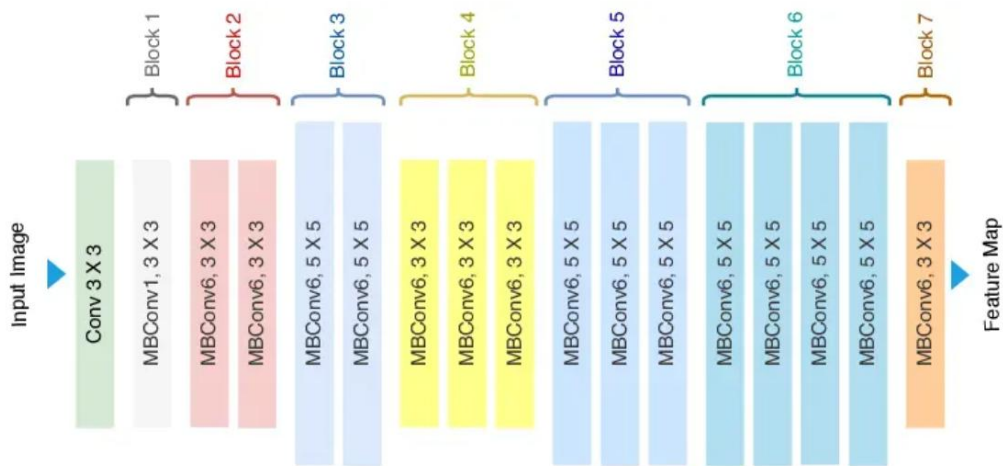 Block 1
Block 2
Block 3
Block 4
Block 5
Block 6
Block 7
Input Image
Conv 3 X 3
MBConv1, 3 X 3
MBConv6, 3 X 3
MBConv6, 3 X 3
MBConv6, 5 X 5
MBConv6, 5 X 5
MBConv6, 3 X 3
MBConv6, 3 X 3
MBConv6, 3 X 3
MBConv6, 5 X 5
MBConv6, 5 X 5
MBConv6, 5 X 5
MBConv6, 5 X 5
MBConv6, 5 X 5
MBConv6, 5 X 5
MBConv6, 5 X 5
MBConv6, 3 X 3
Feature Map